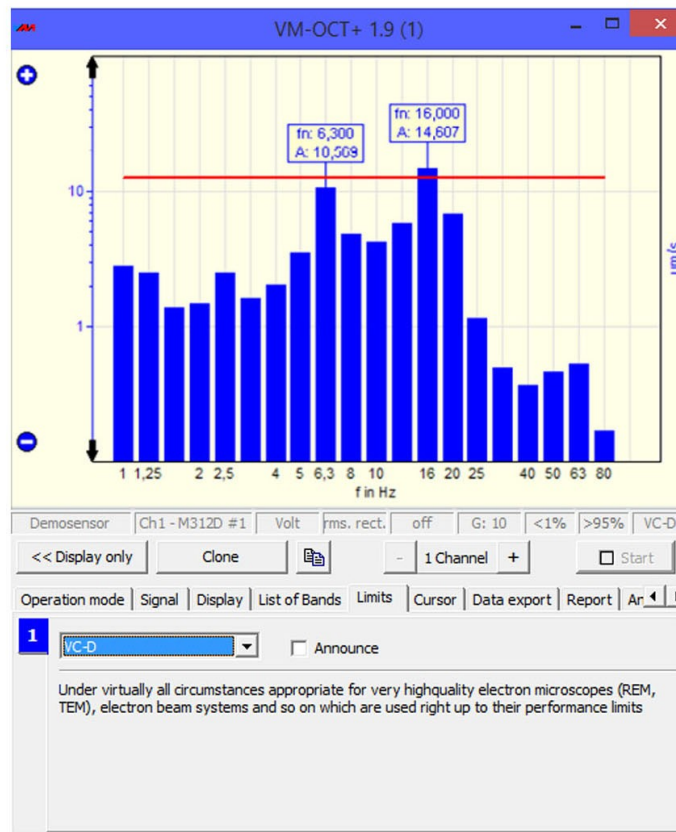 VM-OCT+ 1.9 (1)
fn: 16,000
A: 14,607
fn: 6,300
A: 10,509
10
1
um/s
1 1,25 2 2,5 4 5 6,3 8 10 16 20 25 40 50 63 80
f in Hz
Demosensor Ch1 - M312D #1 Volt rms. rect. off G: 10 <1% >95% VC-D
<< Display only Clone - 1 Channel + Start
Operation mode Signal Display List of Bands Limits Cursor Data export Report
1
VC-D Announce
Under virtually all circumstances appropriate for very highquality electron microscopes (REM,
TEM), electron beam systems and so on which are used right up to their performance limits